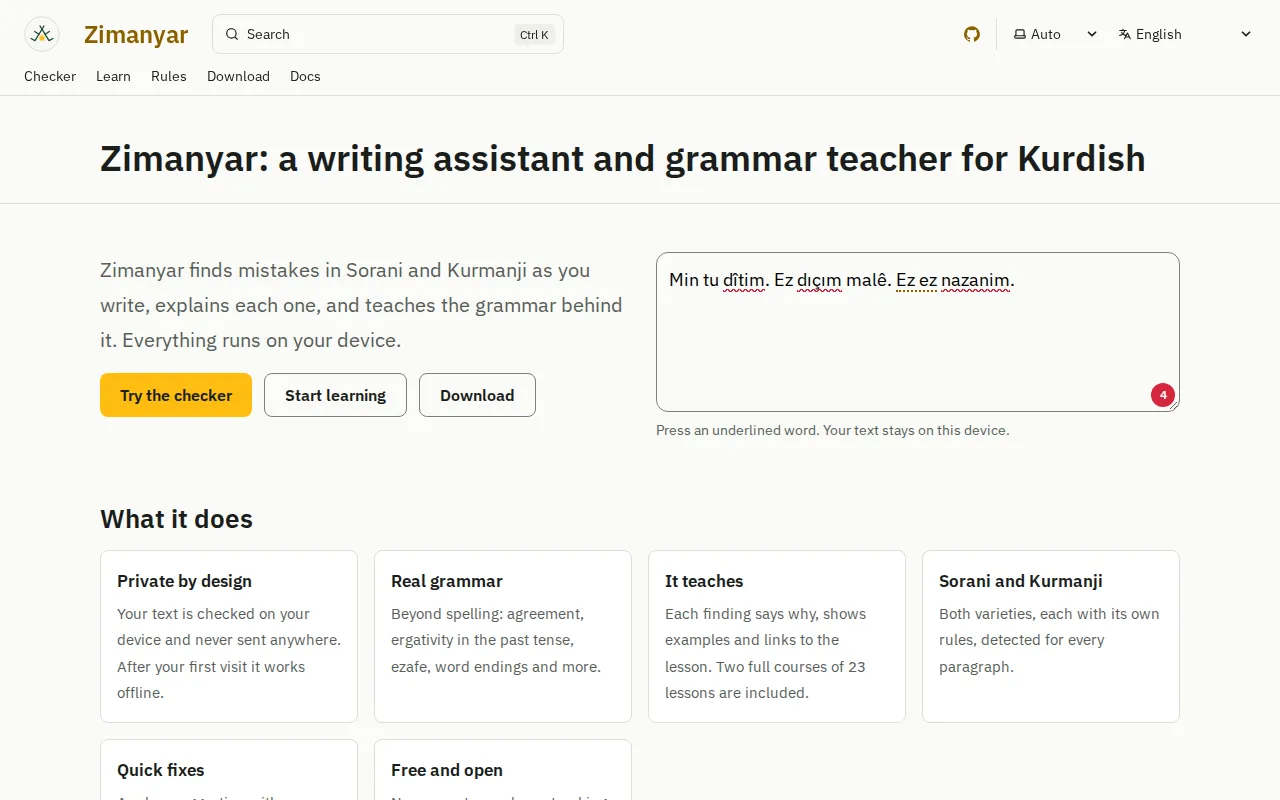 Zimanyar
Search
Ctrl K
Auto
English
Checker Learn Rules Download Docs
Zimanyar: a writing assistant and grammar teacher for Kurdish
Zimanyar finds mistakes in Sorani and Kurmanji as you
write, explains each one, and teaches the grammar behind
it. Everything runs on your device.
Try the checker
Start learning
Download
Min tu dîtim. Ez dıçım malê. Ez ez nazanim.
4
Press an underlined word. Your text stays on this device.
What it does
Private by design
Your text is checked on your
device and never sent anywhere.
After your first visit it works
offline.
Real grammar
Beyond spelling: agreement,
ergativity in the past tense,
ezafe, word endings and more.
It teaches
Each finding says why, shows
examples and links to the
lesson. Two full courses of 23
lessons are included.
Sorani and Kurmanji
Both varieties, each with its own
rules, detected for every
paragraph.
Quick fixes
Free and open